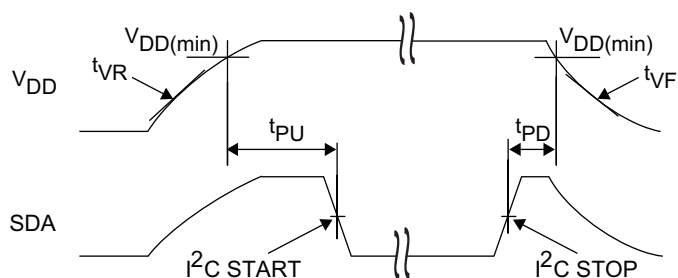 VDD(min) VDD(min)
tVR tVF
VDD
tPU tPD
SDA
I2C START I2C STOP